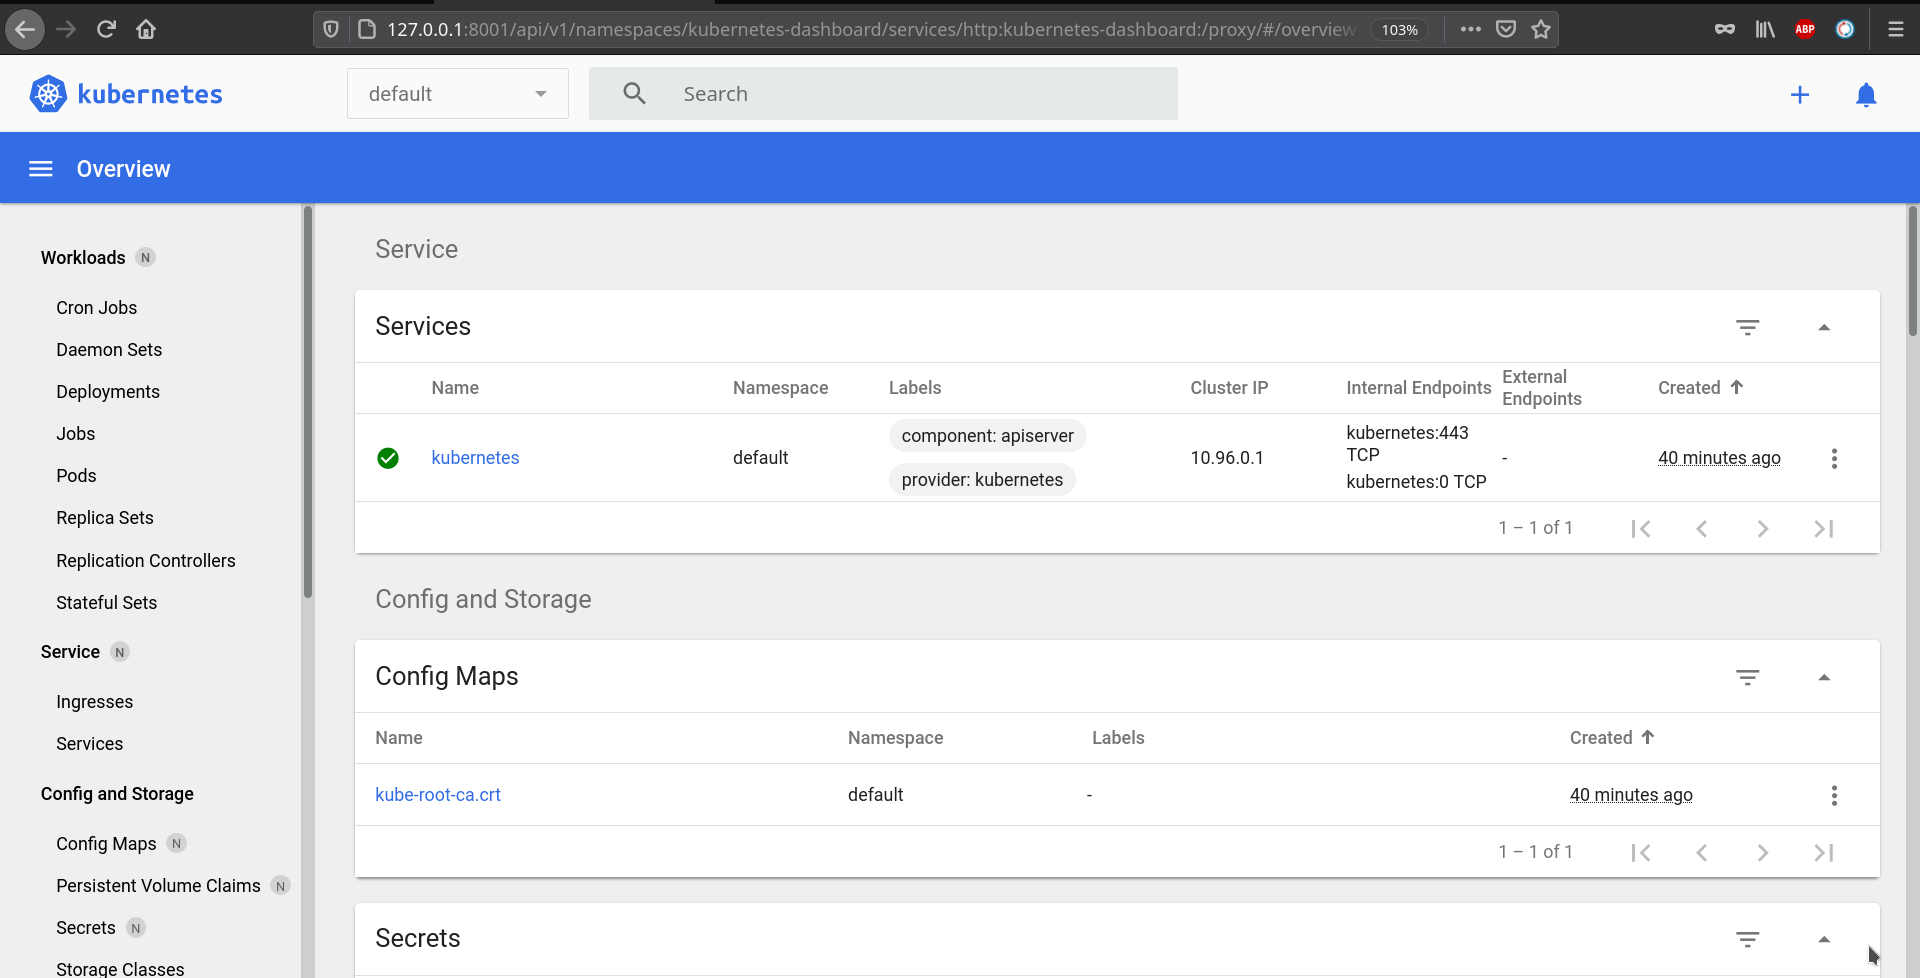 127.0.0.1:8001/api/v1/namespaces/kubernetes-dashboard/services/http:kubernetes-dashboard:/proxy/#/overview
103%
ABP
kubernetes
default
Search
Overview
Workloads N
Cron Jobs
Daemon Sets
Deployments
Jobs
Pods
Replica Sets
Replication Controllers
Stateful Sets
Service N
Ingresses
Services
Config and Storage
Config Maps N
Persistent Volume Claims N
Secrets N
Storage Classes
Service
Services
Name Namespace Labels Cluster IP Internal Endpoints External Endpoints Created
kubernetes default component: apiserver provider: kubernetes 10.96.0.1 kubernetes:443 TCP kubernetes:0 TCP - 40 minutes ago
1 – 1 of 1
Config and Storage
Config Maps
Name Namespace Labels Created
kube-root-ca.crt default - 40 minutes ago
1 – 1 of 1
Secrets